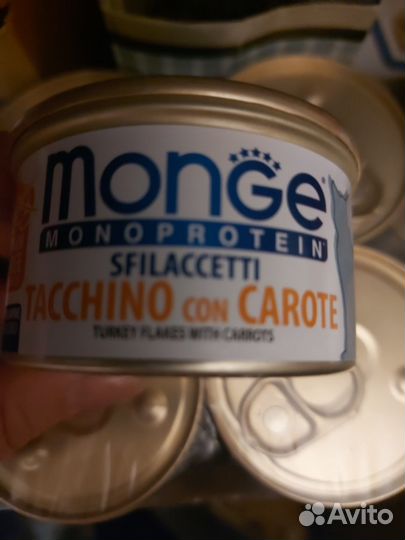 monGe
MONOPROTEIN
SFILACCETTI
TACCHINO CON CAROTE
TURKEY FLAKES WITH CARROTS
Avito